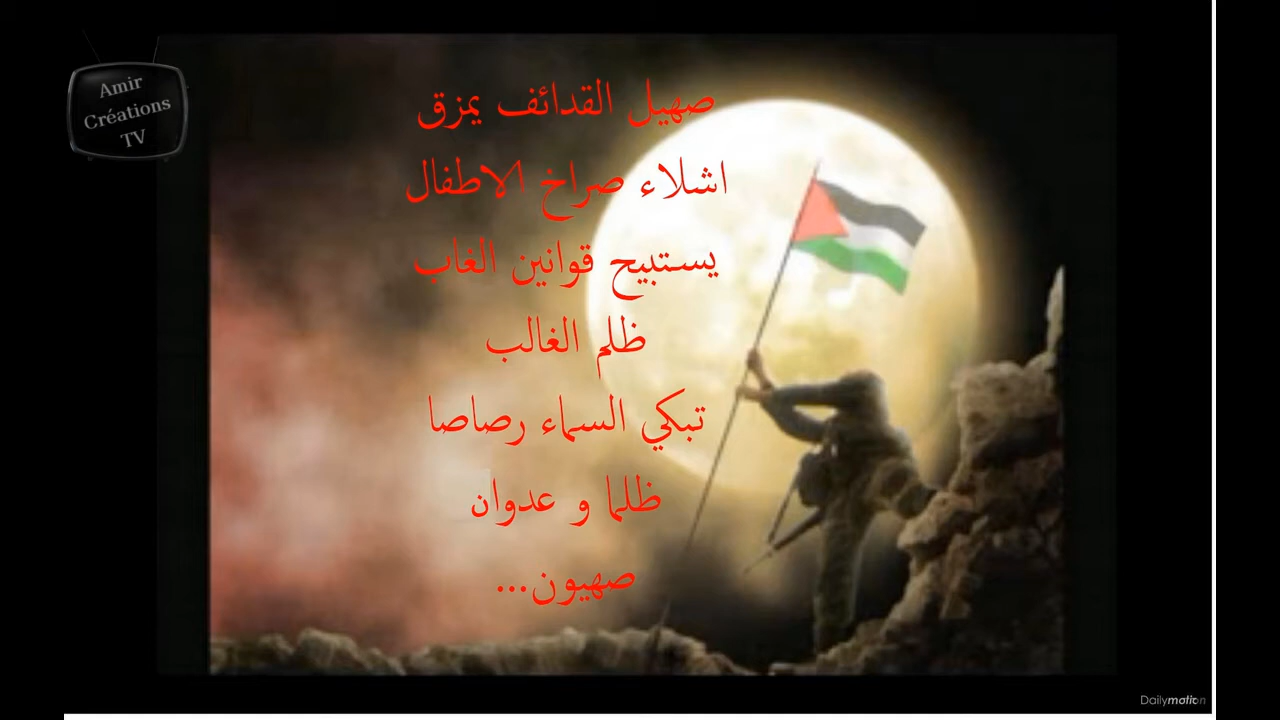 Amir
Créations
TV
صهيل القدائف يمزق
اشلاء صراخ الاطفال
يستبيح قوانين الغاب
ظلم الغالب
تبكي السماء رصاصا
ظلما و عدوان
صهيون...
Dailymotion